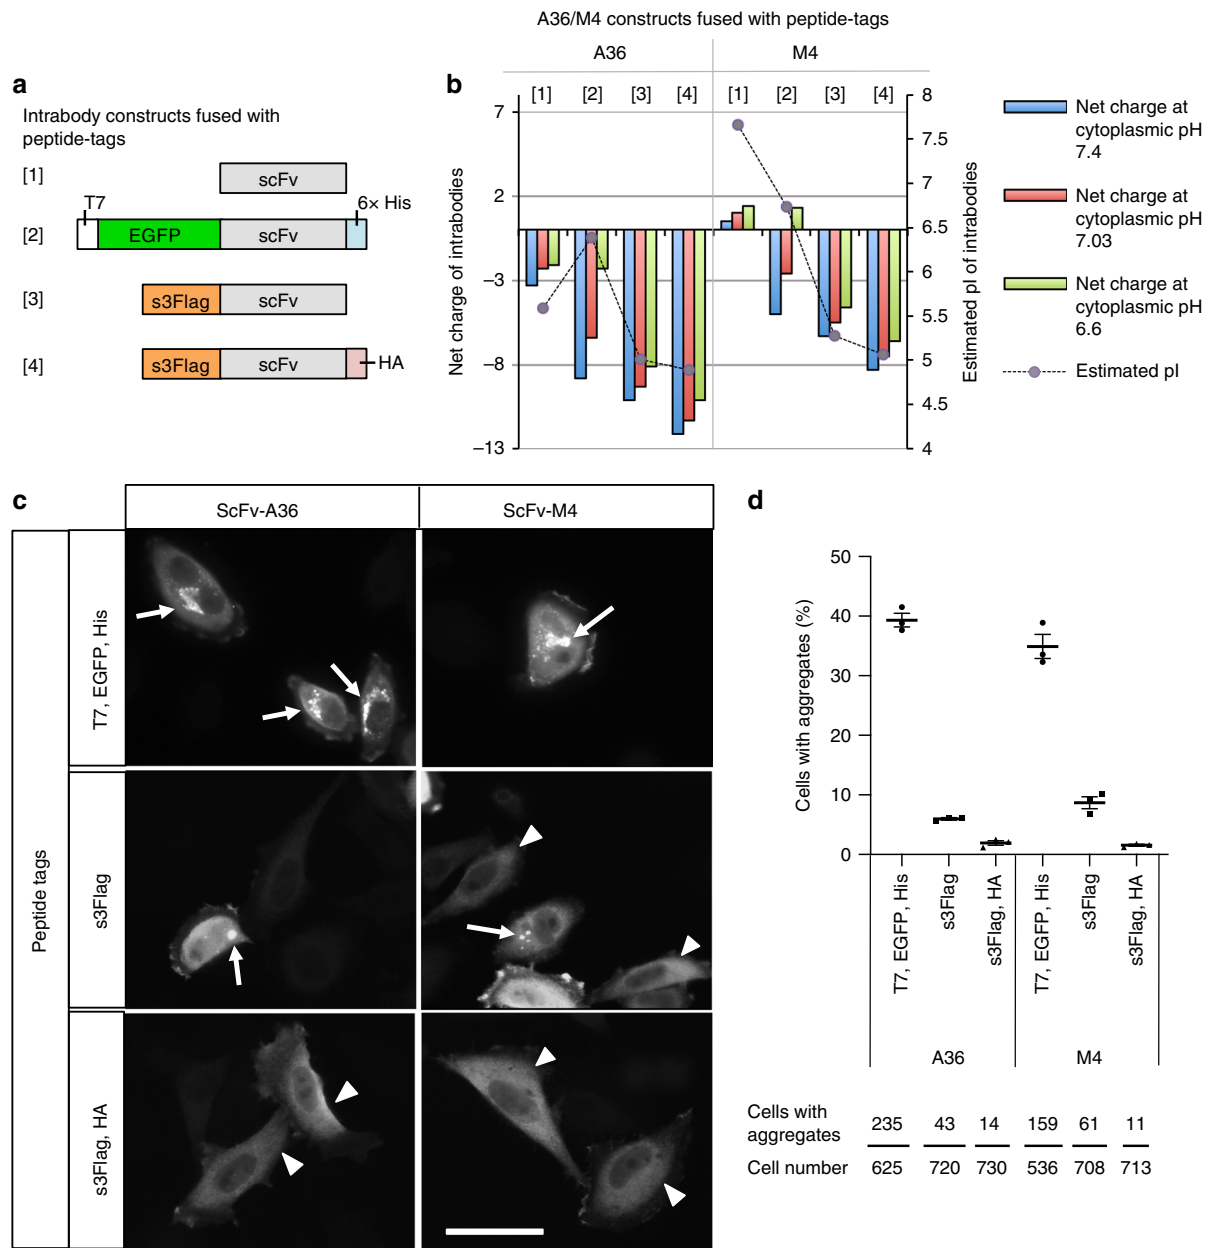 a
Intrabody constructs fused with
peptide-tags
[1]
scFv
T7
6× His
[2]
EGFP
scFv
[3]
s3Flag
scFv
[4]
s3Flag
scFv
HA
A36/M4 constructs fused with peptide-tags
A36
M4
b
[1] [2] [3] [4] [1] [2] [3] [4]
Net charge of intrabodies
7
2
−3
−8
−13
8
7.5
7
6.5
6
5.5
5
4.5
4
Estimated pI of intrabodies
Net charge at
cytoplasmic pH
7.4
Net charge at
cytoplasmic pH
7.03
Net charge at
cytoplasmic pH
6.6
Estimated pI
c
ScFv-A36
ScFv-M4
Peptide tags
T7, EGFP, His
s3Flag
s3Flag, HA
d
Cells with aggregates (%)
50
40
30
20
10
0
T7, EGFP, His
s3Flag
s3Flag, HA
T7, EGFP, His
s3Flag
s3Flag, HA
A36
M4
Cells with
aggregates
235 43 14 159 61 11
Cell number 625 720 730 536 708 713